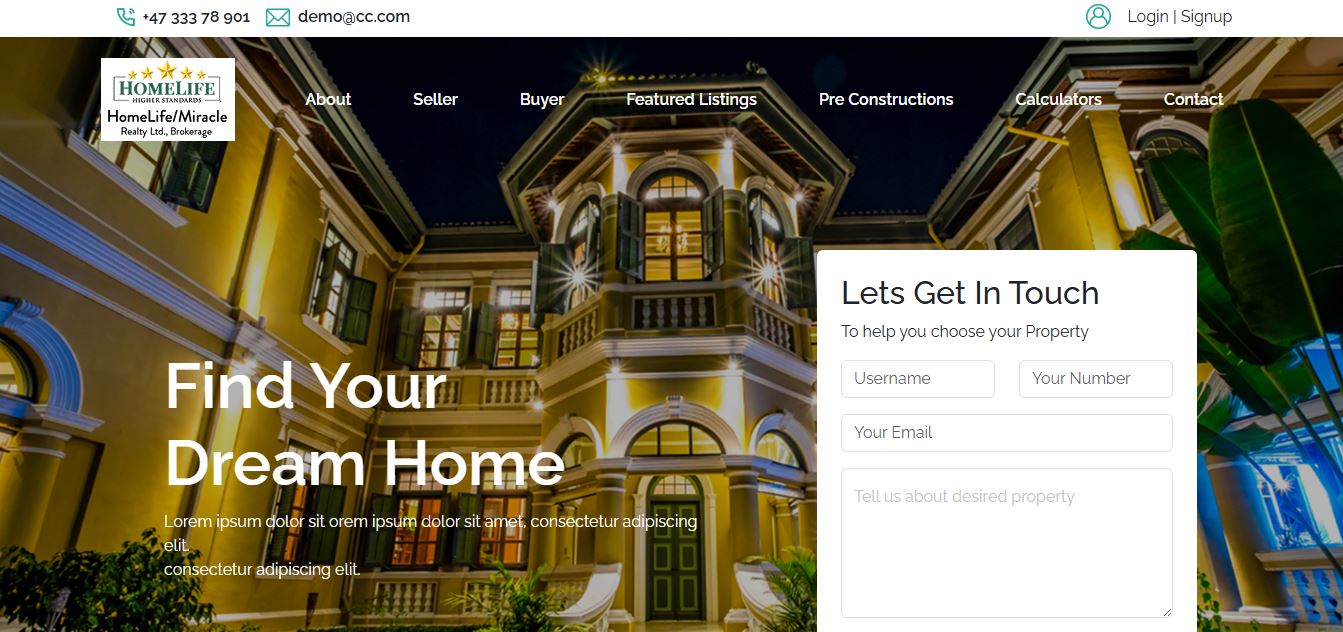 +47 333 78 901 demo@cc.com Login | Signup
HOMELIFE
HIGHER STANDARDS
HomeLife/Miracle
Realty Ltd., Brokerage
About Seller Buyer Featured Listings Pre Constructions Calculators Contact
Find Your
Dream Home
Lorem ipsum dolor sit orem ipsum dolor sit amet, consectetur adipiscing
elit.
consectetur adipiscing elit.
Lets Get In Touch
To help you choose your Property
Username Your Number
Your Email
Tell us about desired property